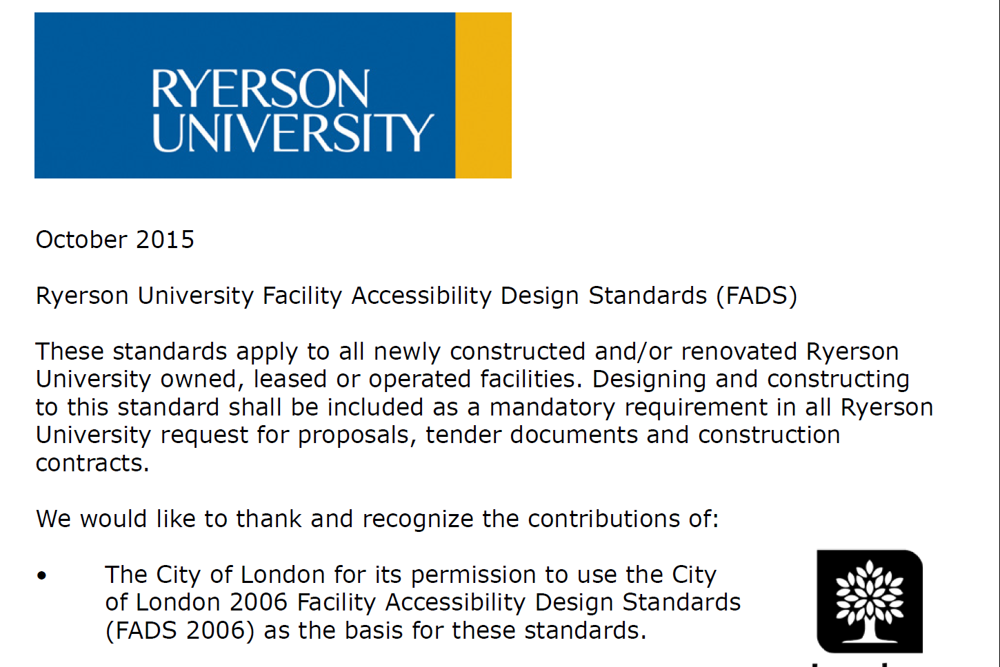 RYERSON
UNIVERSITY
October 2015
Ryerson University Facility Accessibility Design Standards (FADS)
These standards apply to all newly constructed and/or renovated Ryerson
University owned, leased or operated facilities. Designing and constructing
to this standard shall be included as a mandatory requirement in all Ryerson
University request for proposals, tender documents and construction
contracts.
We would like to thank and recognize the contributions of:
• The City of London for its permission to use the City
of London 2006 Facility Accessibility Design Standards
(FADS 2006) as the basis for these standards.